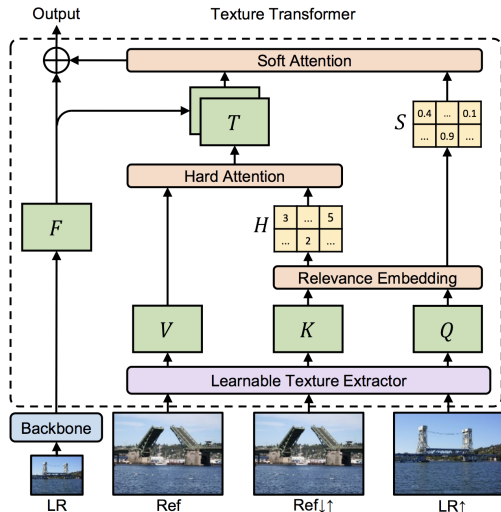 Output
Texture Transformer
Soft Attention
T
S
0.4 ... 0.1
... 0.9 ...
Hard Attention
F
H
3 ... 5
... 2 ...
Relevance Embedding
V
K
Q
Learnable Texture Extractor
Backbone
LR
Ref
Ref↓↑
LR↑